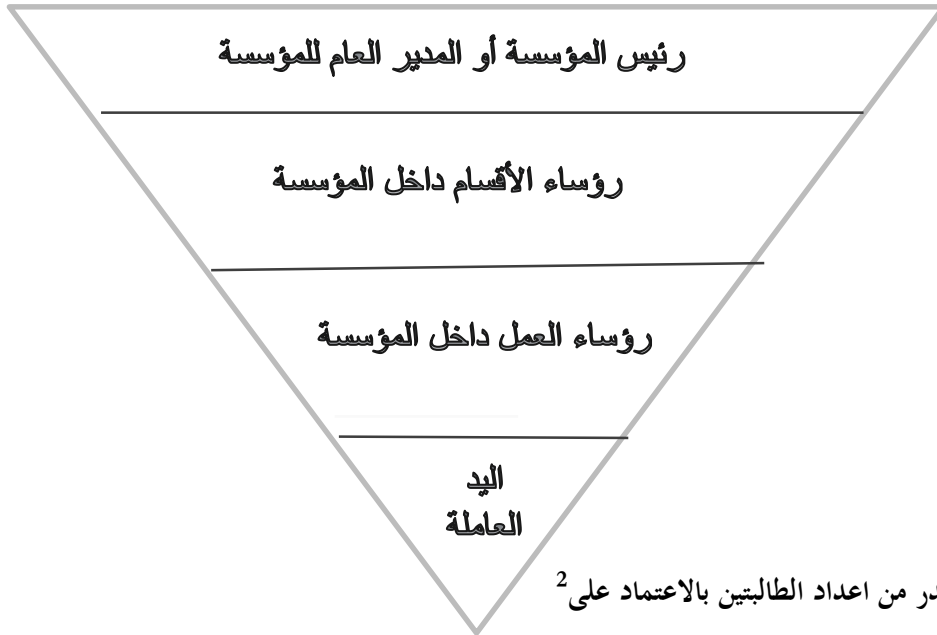 رئيس المؤسسة أو المدير العام للمؤسسة
رؤساء الأقسام داخل المؤسسة
رؤساء العمل داخل المؤسسة
اليد
العاملة
من اعداد الطالبتين بالاعتماد على2